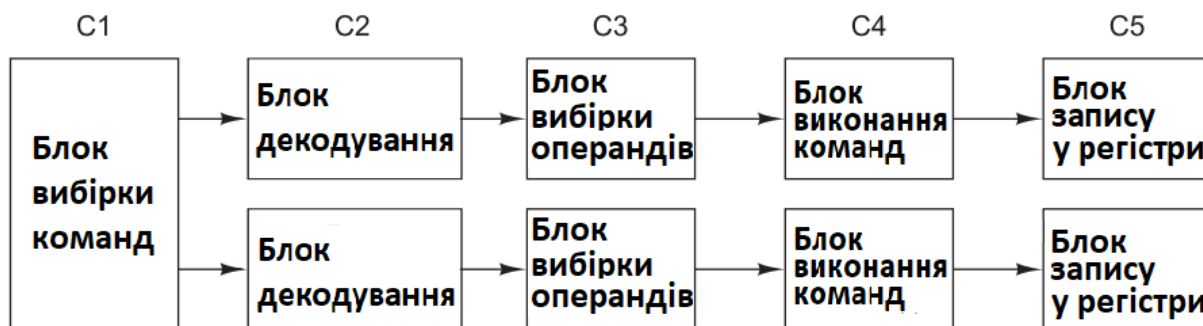 C1 C2 C3 C4 C5
Блок
вибірки
команд
Блок
декодування
Блок
вибірки
операндів
Блок
виконання
команд
Блок
запису
у регістри
Блок
декодування
Блок
вибірки
операндів
Блок
виконання
команд
Блок
запису
у регістри